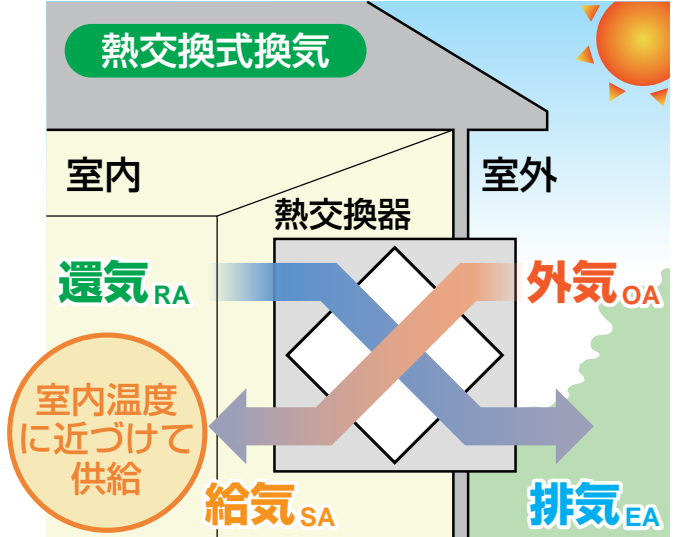 熱交換式換気
室内
室外
熱交換器
還気RA
外気OA
室内温度
に近づけて
供給
給気SA
排気EA